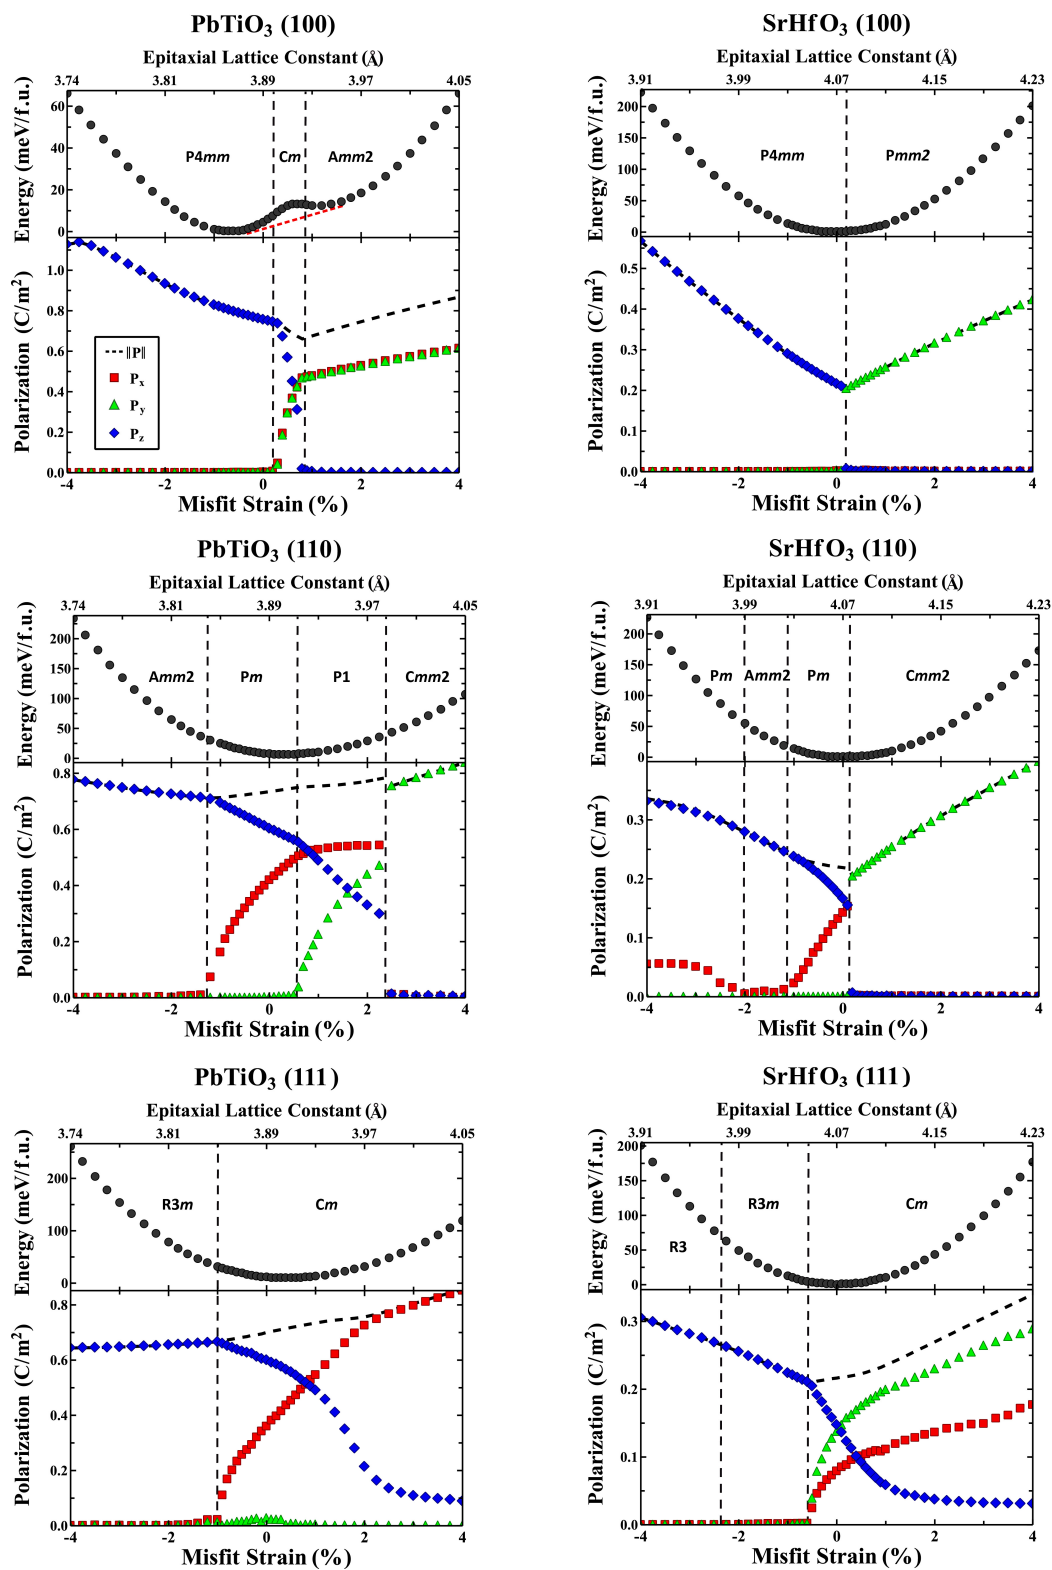 PbTiO3 (100)
Epitaxial Lattice Constant (Å)
3.74 3.81 3.89 3.97 4.05
Energy (meV/f.u.)
60
40
20
0
P4mm Cm Amm2
Polarization (C/m²)
1.0
0.8
0.6
0.4
0.2
0.0
||P||
Px
Py
Pz
-4 -2 0 2 4
Misfit Strain (%)
SrHfO3 (100)
Epitaxial Lattice Constant (Å)
3.91 3.99 4.07 4.15 4.23
Energy (meV/f.u.)
200
150
100
50
0
P4mm Pmm2
Polarization (C/m²)
0.5
0.4
0.3
0.2
0.1
0.0
-4 -2 0 2 4
Misfit Strain (%)
PbTiO3 (110)
Epitaxial Lattice Constant (Å)
3.74 3.81 3.89 3.97 4.05
Energy (meV/f.u.)
200
150
100
50
0
Amm2 Pm P1 Cmm2
Polarization (C/m²)
0.8
0.6
0.4
0.2
0.0
-4 -2 0 2 4
Misfit Strain (%)
SrHfO3 (110)
Epitaxial Lattice Constant (Å)
3.91 3.99 4.07 4.15 4.23
Energy (meV/f.u.)
200
150
100
50
0
Pm Amm2 Pm Cmm2
Polarization (C/m²)
0.3
0.2
0.1
0.0
-4 -2 0 2 4
Misfit Strain (%)
PbTiO3 (111)
Epitaxial Lattice Constant (Å)
3.74 3.81 3.89 3.97 4.05
Energy (meV/f.u.)
250
200
150
100
50
0
R3m Cm
Polarization (C/m²)
0.8
0.6
0.4
0.2
0.0
-4 -2 0 2 4
Misfit Strain (%)
SrHfO3 (111)
Epitaxial Lattice Constant (Å)
3.91 3.99 4.07 4.15 4.23
Energy (meV/f.u.)
200
150
100
50
0
R3 R3m Cm
Polarization (C/m²)
0.3
0.2
0.1
0.0
-4 -2 0 2 4
Misfit Strain (%)